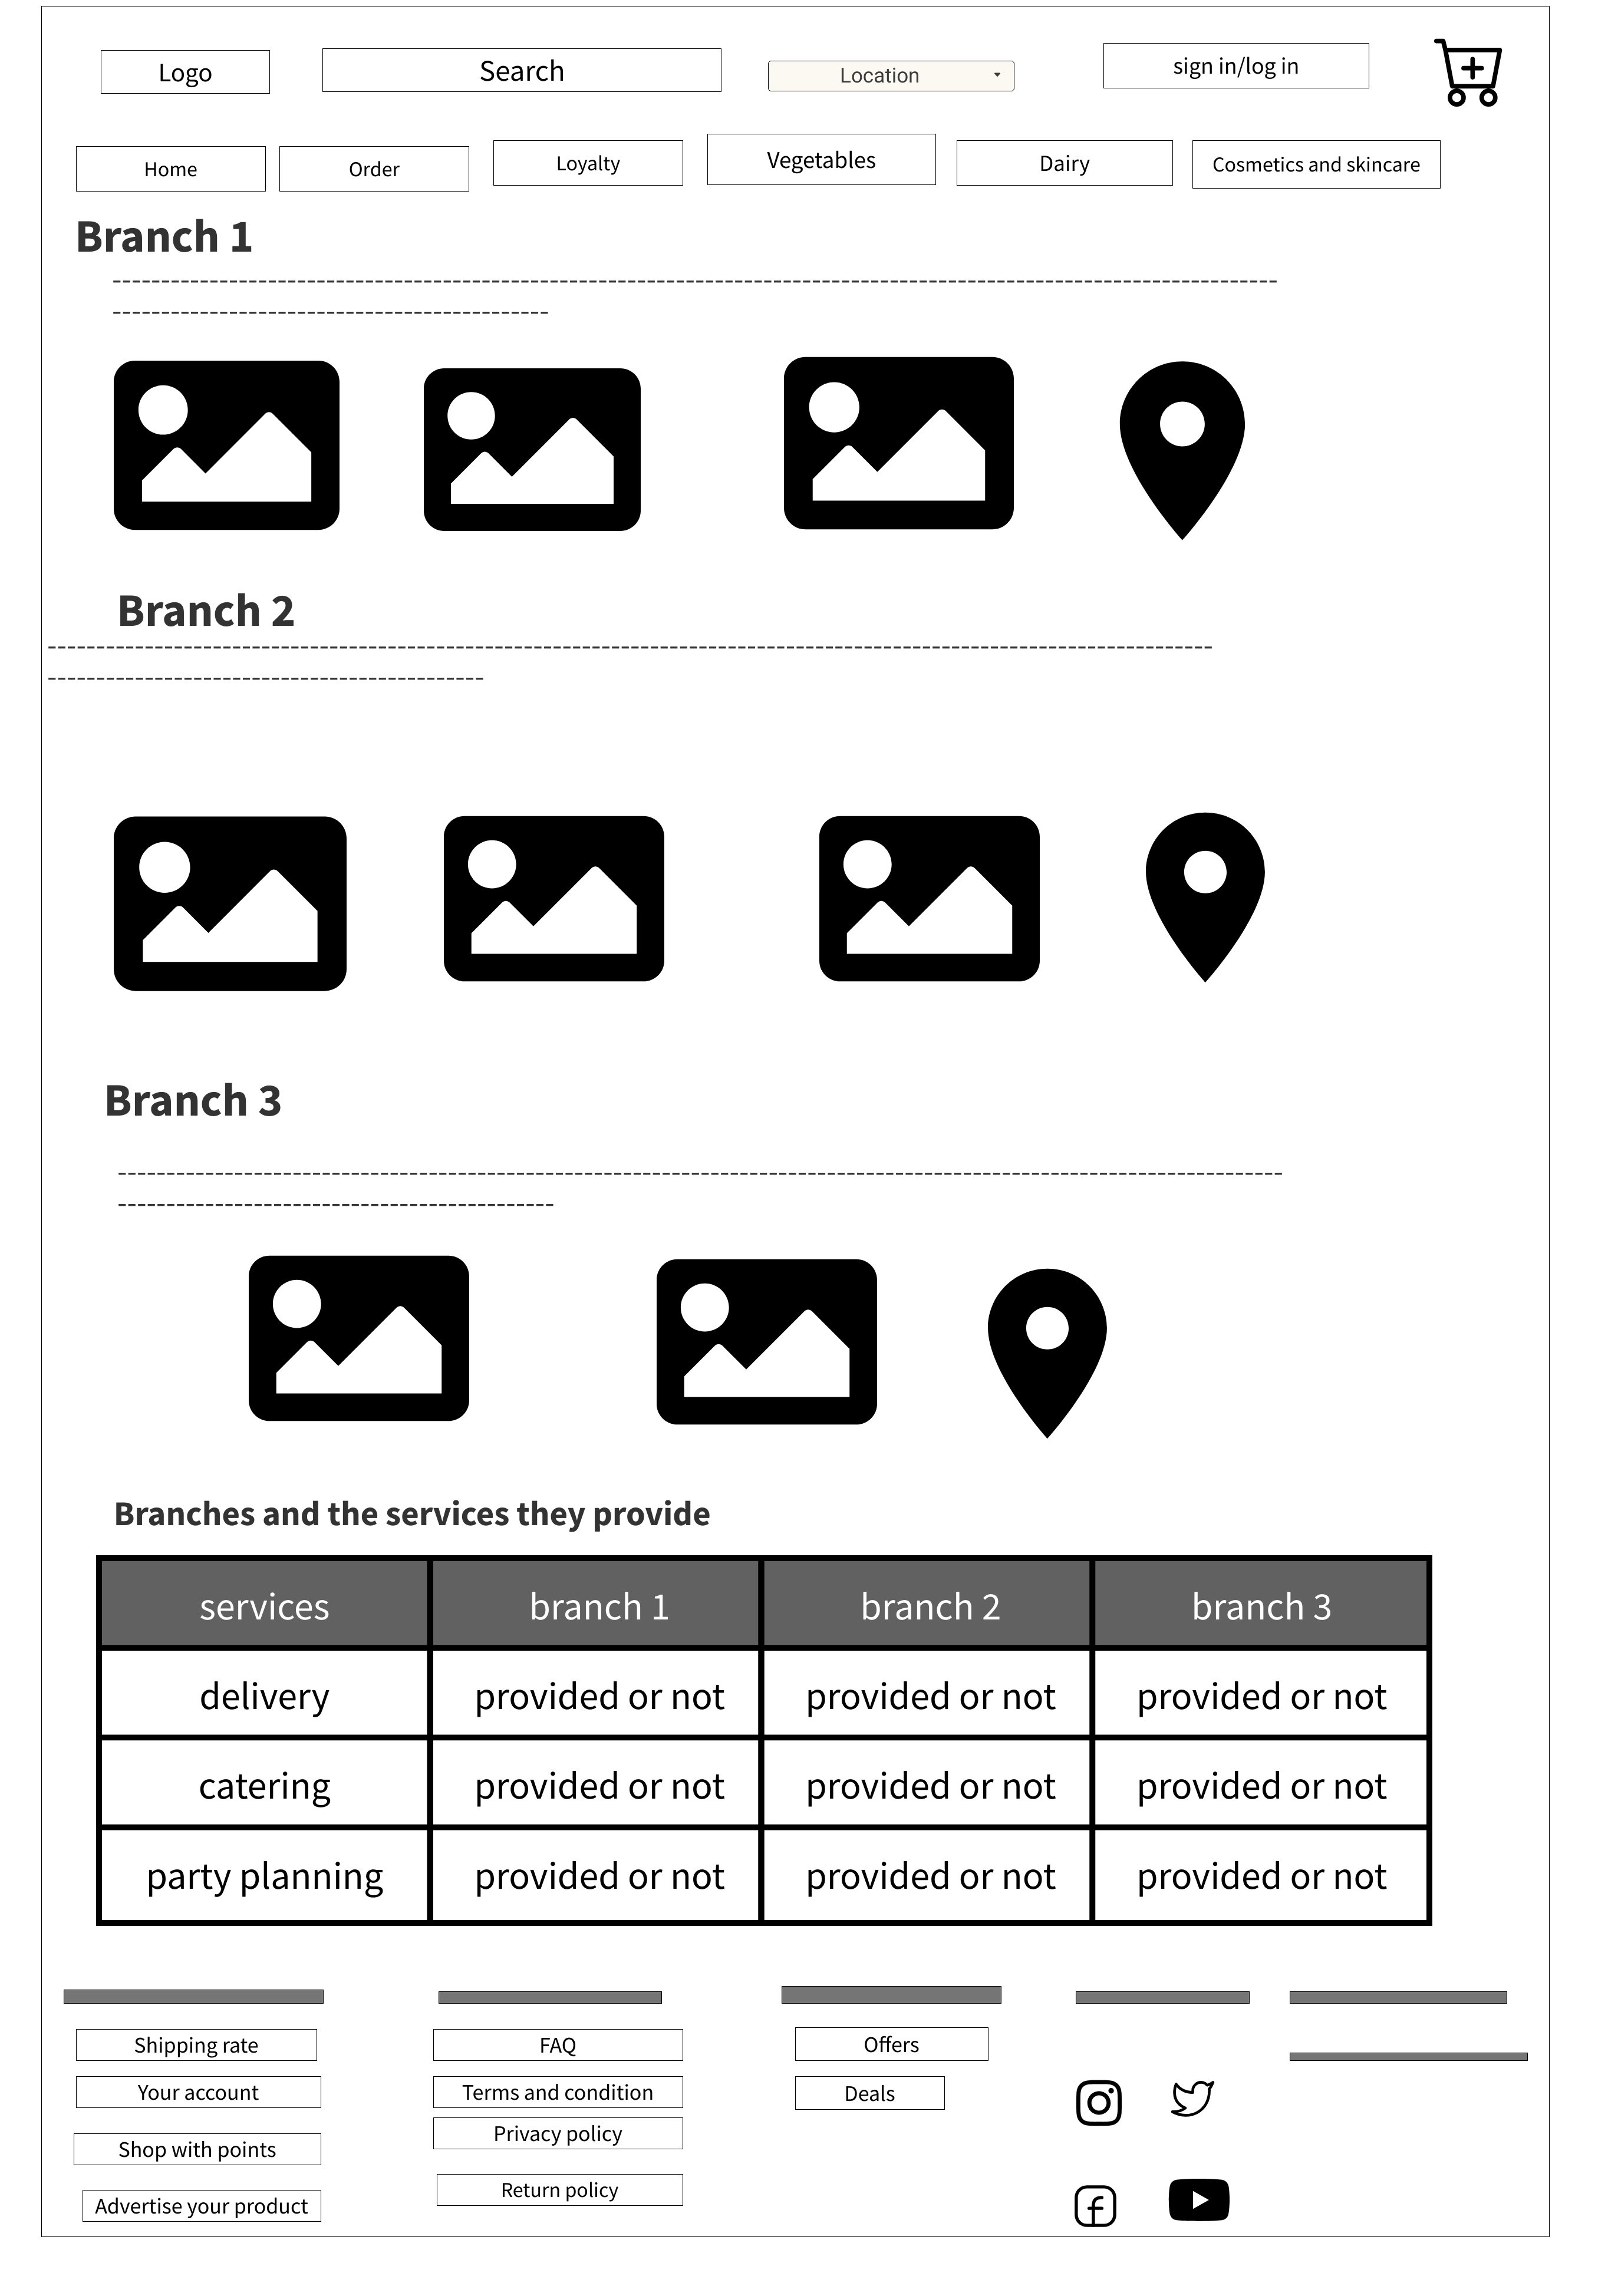 Logo
Search
Location
sign in/log in
Home
Order
Loyalty
Vegetables
Dairy
Cosmetics and skincare
Branch 1
Branch 2
Branch 3
Branches and the services they provide
services branch 1 branch 2 branch 3
delivery provided or not provided or not provided or not
catering provided or not provided or not provided or not
party planning provided or not provided or not provided or not
Shipping rate
Your account
Shop with points
Advertise your product
FAQ
Terms and condition
Privacy policy
Return policy
Offers
Deals